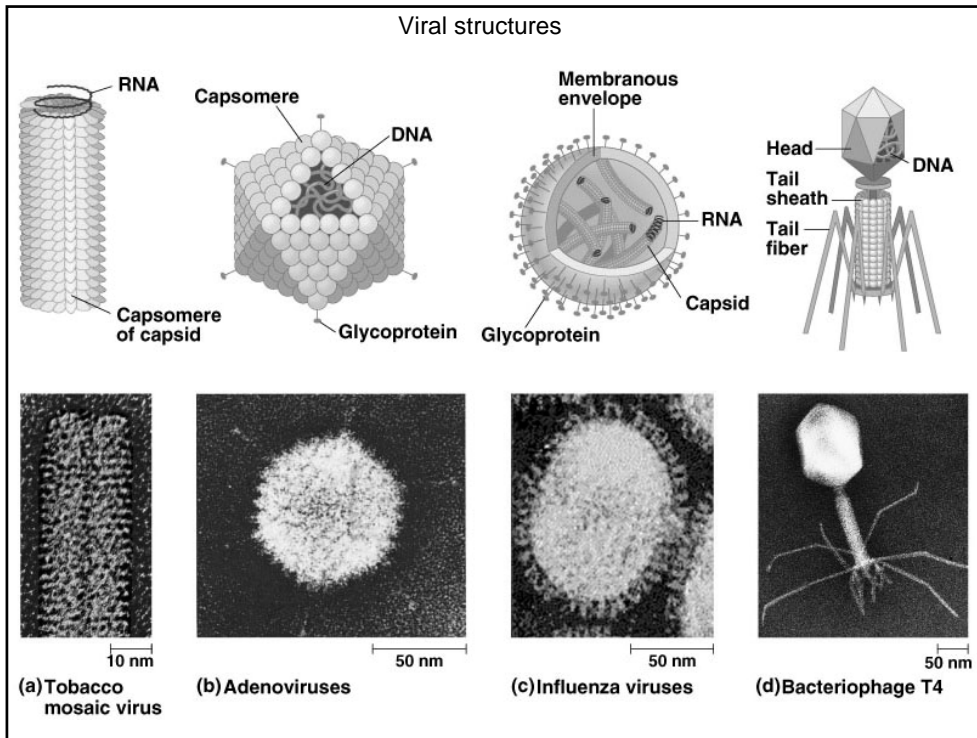 Viral structures
RNA
Capsomere
of capsid
Capsomere
DNA
Glycoprotein
Membranous
envelope
RNA
Capsid
Glycoprotein
Head
DNA
Tail
sheath
Tail
fiber
10 nm
50 nm
50 nm
50 nm
(a) Tobacco
mosaic virus
(b) Adenoviruses
(c) Influenza viruses
(d) Bacteriophage T4